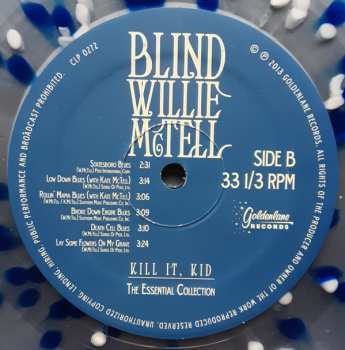 BLIND
WILLIE
McTELL
SIDE B
33 1/3 RPM
Statesboro Blues 2:31
Low Down Blues (with Kate McTell) 3:14
Rollin' Mama Blues (with Kate McTell) 3:06
Broke Down Engine Blues 3:09
Death Cell Blues 3:10
Lay Some Flowers On My Grave 3:24
Goldenlane
RECORDS
KILL IT, KID
The Essential Collection
CLP 0272
© ℗ 2013 GOLDENLANE RECORDS. ALL RIGHTS OF THE PRODUCER AND OWNER OF THE WORK REPRODUCED RESERVED. UNAUTHORIZED COPYING, LENDING, HIRING, PUBLIC PERFORMANCE AND BROADCAST PROHIBITED.